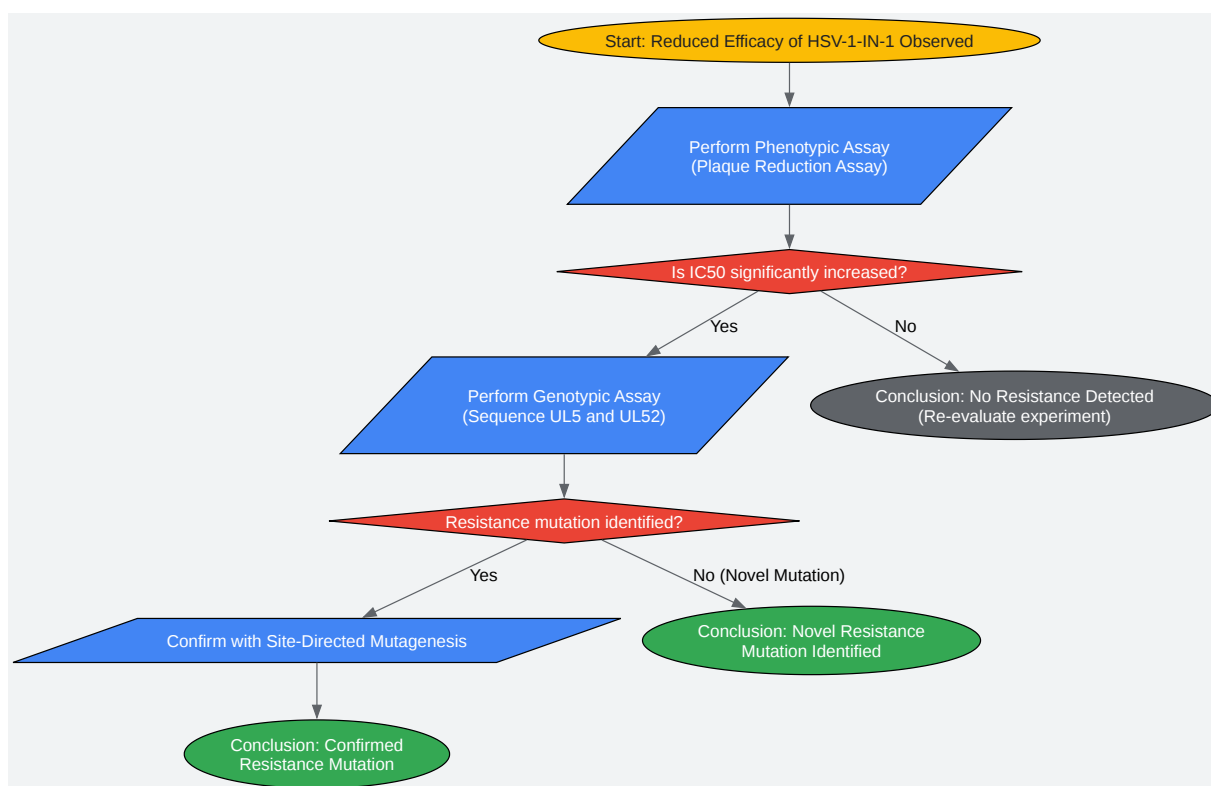 Start: Reduced Efficacy of HSV-1-IN-1 Observed
Perform Phenotypic Assay
(Plaque Reduction Assay)
Is IC50 significantly increased?
Yes
No
Perform Genotypic Assay
(Sequence UL5 and UL52)
Conclusion: No Resistance Detected
(Re-evaluate experiment)
Resistance mutation identified?
Yes
No (Novel Mutation)
Confirm with Site-Directed Mutagenesis
Conclusion: Novel Resistance
Mutation Identified
Conclusion: Confirmed
Resistance Mutation